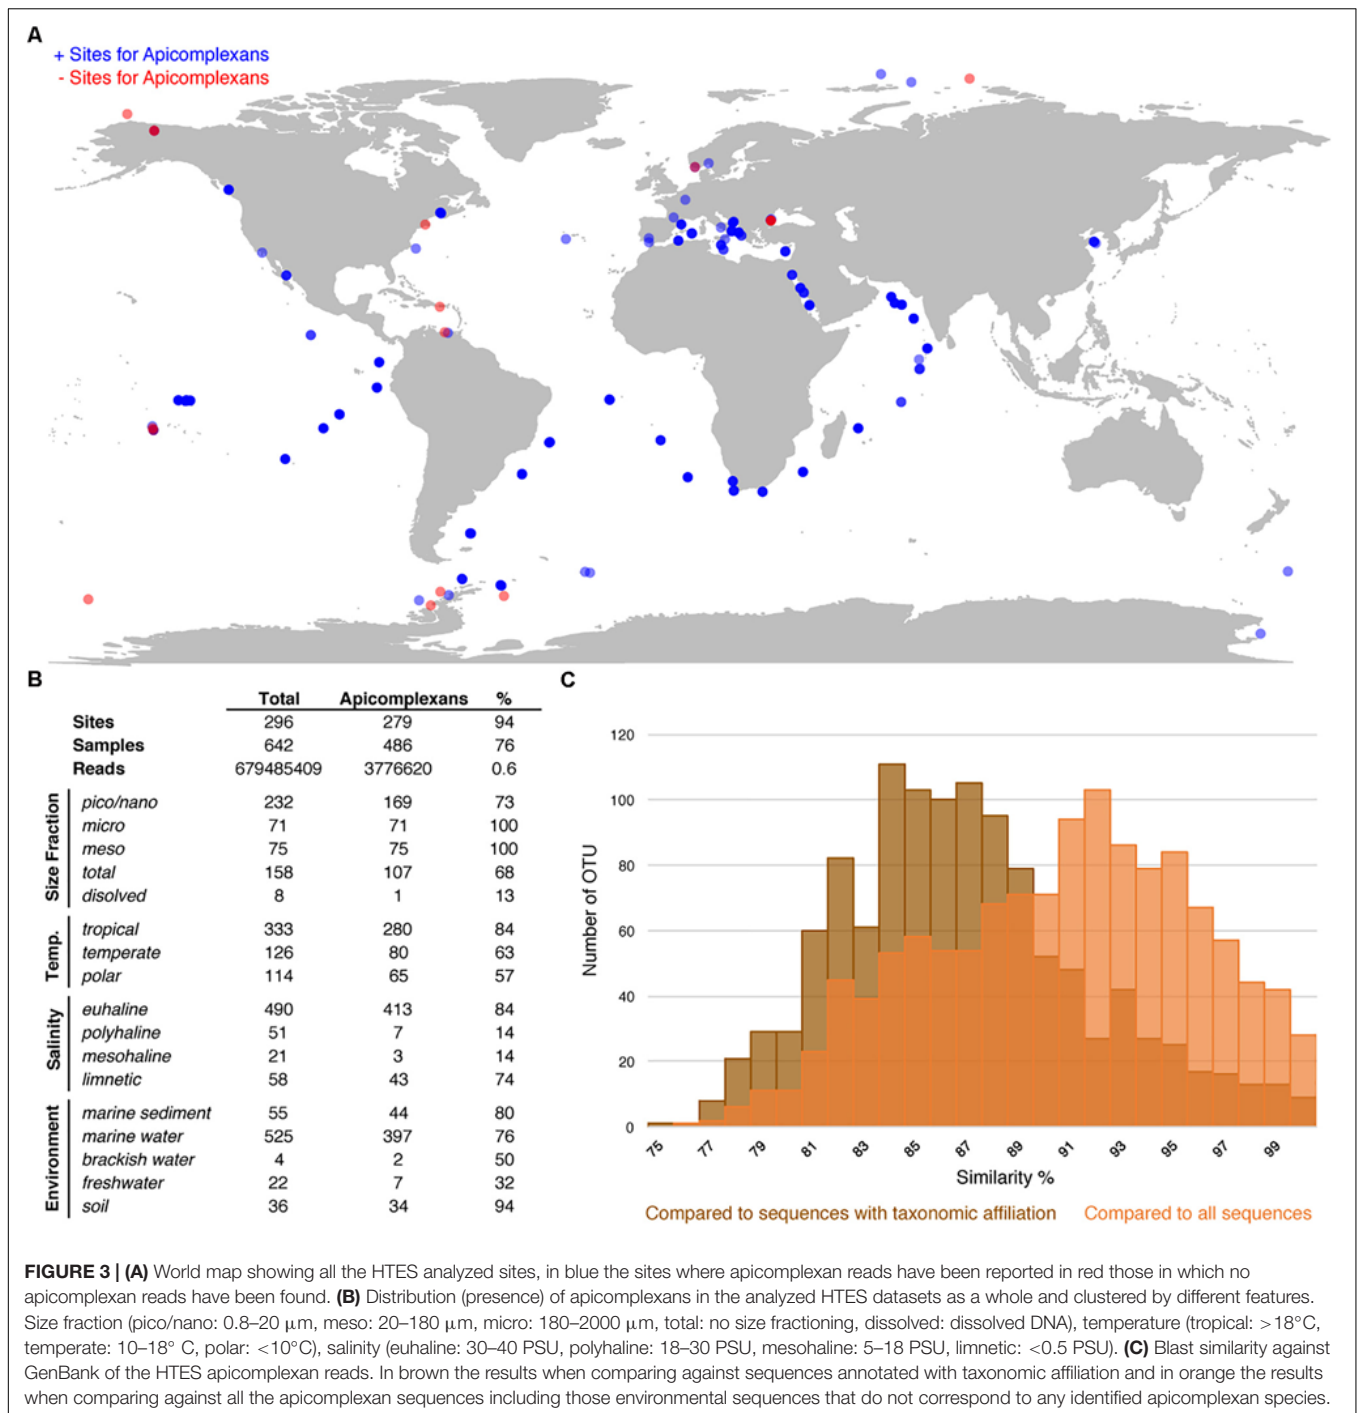 A
+ Sites for Apicomplexans
- Sites for Apicomplexans
B
Total Apicomplexans %
Sites 296 279 94
Samples 642 486 76
Reads 679485409 3776620 0.6
Size Fraction
pico/nano 232 169 73
micro 71 71 100
meso 75 75 100
total 158 107 68
disolved 8 1 13
Temp.
tropical 333 280 84
temperate 126 80 63
polar 114 65 57
Salinity
euhaline 490 413 84
polyhaline 51 7 14
mesohaline 21 3 14
limnetic 58 43 74
Environment
marine sediment 55 44 80
marine water 525 397 76
brackish water 4 2 50
freshwater 22 7 32
soil 36 34 94
C
Number of OTU
120
100
80
60
40
20
0
75 77 79 81 83 85 87 89 91 93 95 97 99
Similarity %
Compared to sequences with taxonomic affiliation Compared to all sequences
FIGURE 3 | (A) World map showing all the HTES analyzed sites, in blue the sites where apicomplexan reads have been reported in red those in which no
apicomplexan reads have been found. (B) Distribution (presence) of apicomplexans in the analyzed HTES datasets as a whole and clustered by different features.
Size fraction (pico/nano: 0.8–20 μm, meso: 20–180 μm, micro: 180–2000 μm, total: no size fractioning, dissolved: dissolved DNA), temperature (tropical: >18°C,
temperate: 10–18° C, polar: <10°C), salinity (euhaline: 30–40 PSU, polyhaline: 18–30 PSU, mesohaline: 5–18 PSU, limnetic: <0.5 PSU). (C) Blast similarity against
GenBank of the HTES apicomplexan reads. In brown the results when comparing against sequences annotated with taxonomic affiliation and in orange the results
when comparing against all the apicomplexan sequences including those environmental sequences that do not correspond to any identified apicomplexan species.